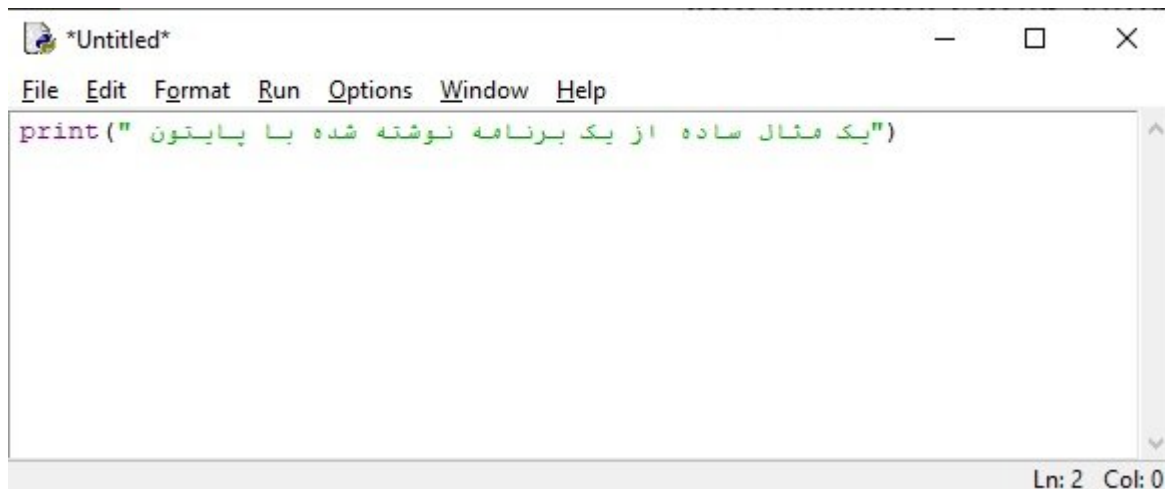 *Untitled*
File Edit Format Run Options Window Help
print("یک مثال ساده از یک برنامه نوشته شده با پایتون ")
Ln: 2 Col: 0